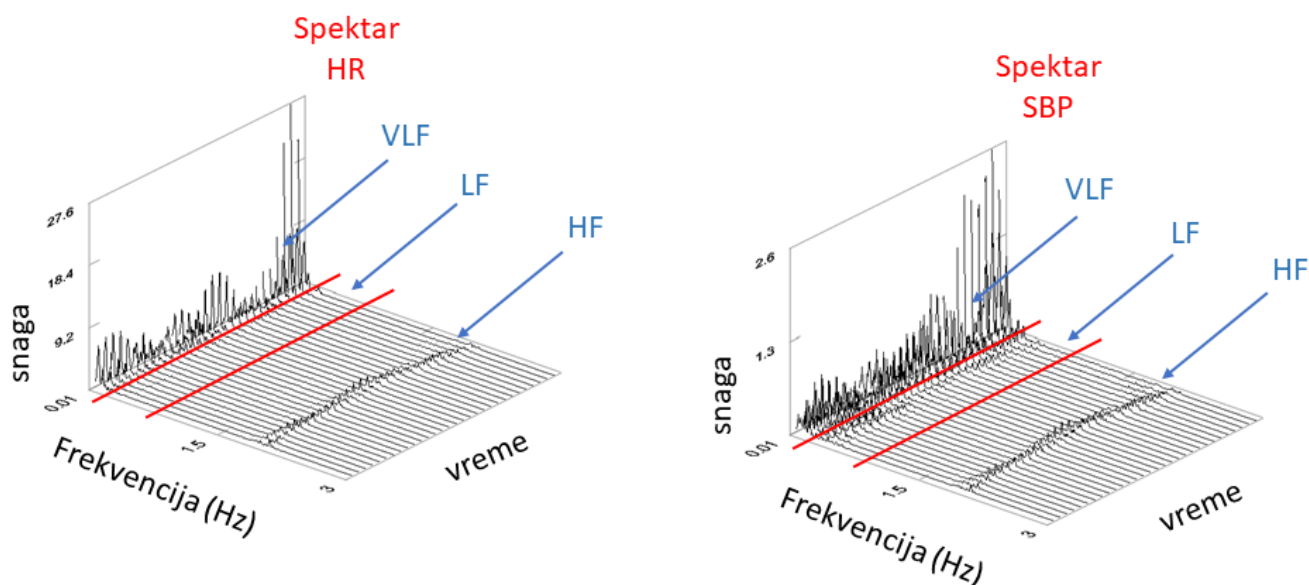 Spektar
HR
VLF
LF
HF
27.6
18.4
9.2
0.01
1.5
3
snaga
Frekvencija (Hz)
vreme
Spektar
SBP
VLF
LF
HF
2.6
1.3
0.01
1.5
3
snaga
Frekvencija (Hz)
vreme